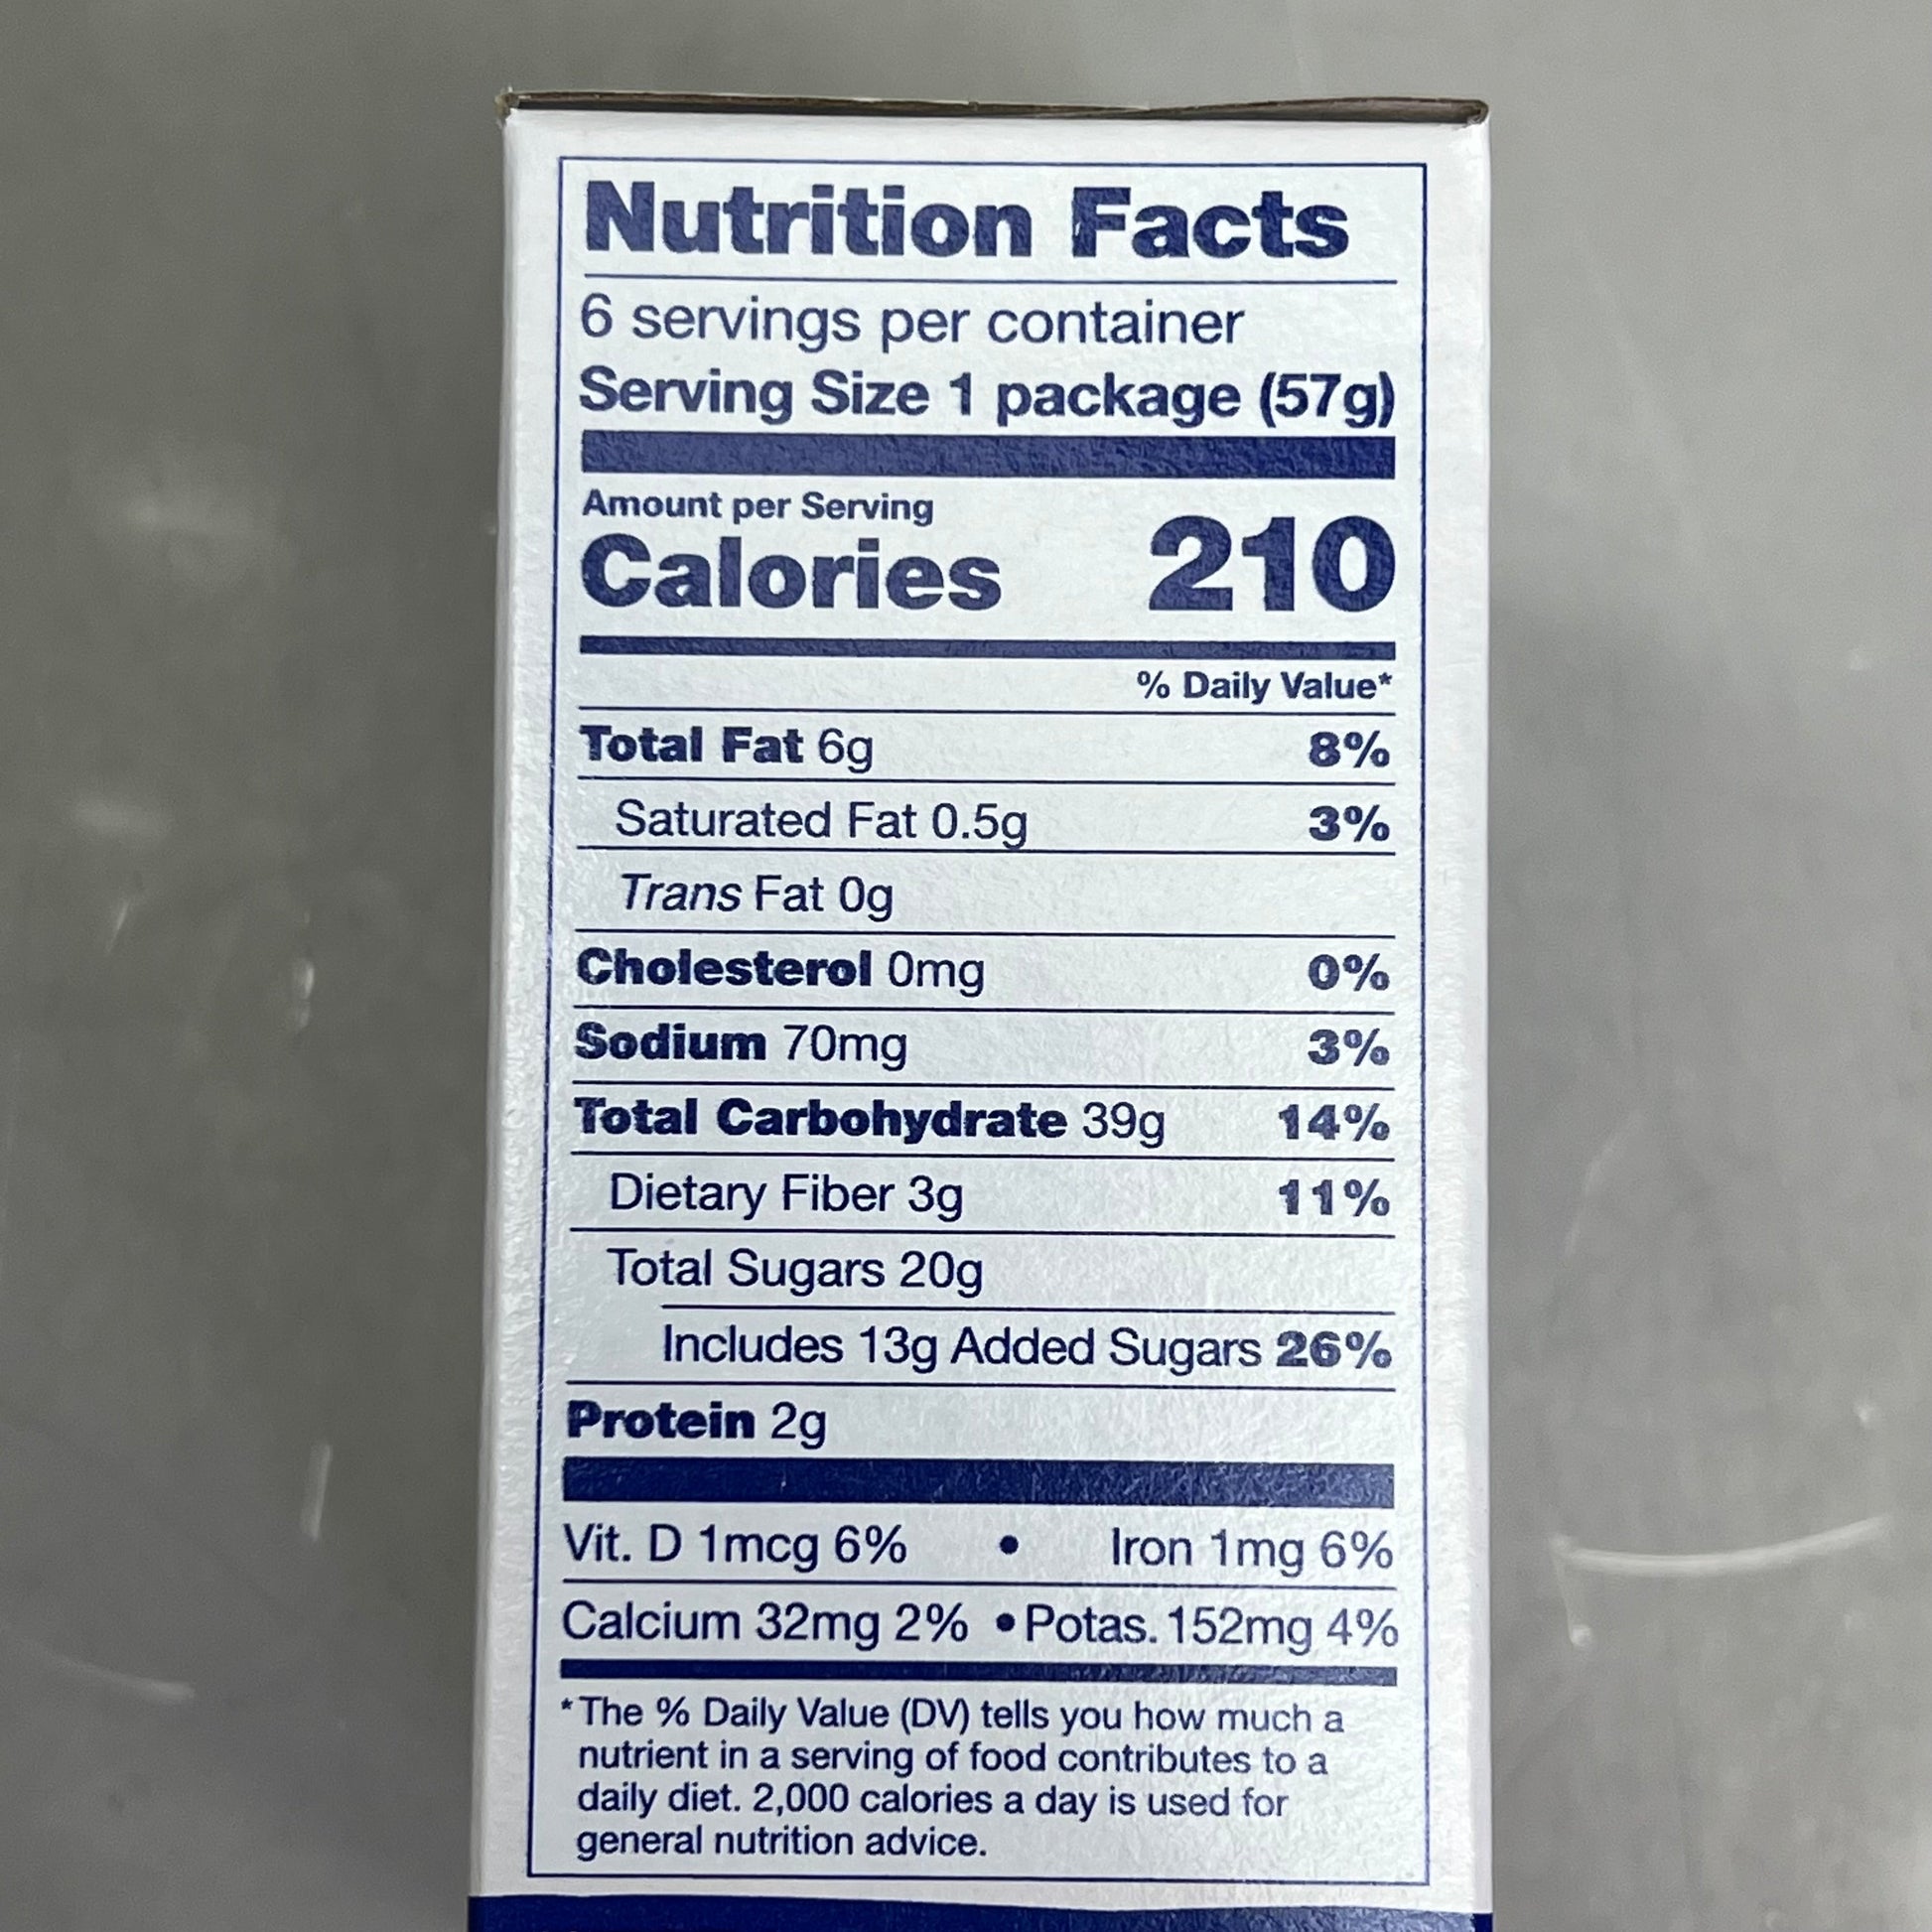 Nutrition Facts
6 servings per container
Serving Size 1 package (57g)
Amount per Serving
Calories 210
% Daily Value*
Total Fat 6g 8%
Saturated Fat 0.5g 3%
Trans Fat 0g
Cholesterol 0mg 0%
Sodium 70mg 3%
Total Carbohydrate 39g 14%
Dietary Fiber 3g 11%
Total Sugars 20g
Includes 13g Added Sugars 26%
Protein 2g
Vit. D 1mcg 6% • Iron 1mg 6%
Calcium 32mg 2% • Potas. 152mg 4%
*The % Daily Value (DV) tells you how much a
nutrient in a serving of food contributes to a
daily diet. 2,000 calories a day is used for
general nutrition advice.